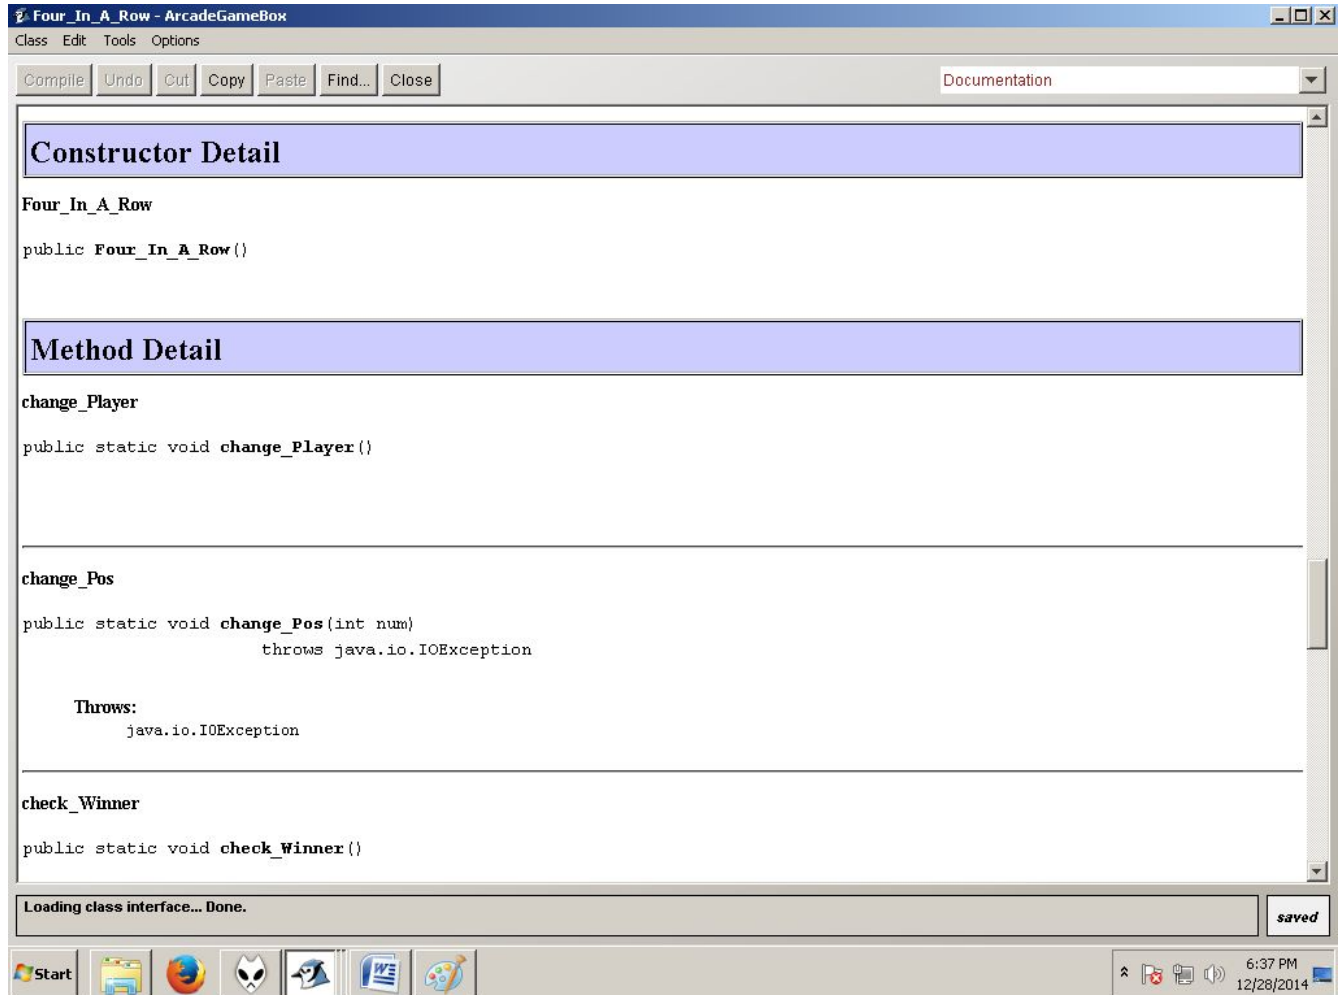 Four_In_A_Row - ArcadeGameBox
Class Edit Tools Options
Compile Undo Cut Copy Paste Find... Close Documentation
Constructor Detail
Four_In_A_Row
public Four_In_A_Row()
Method Detail
change_Player
public static void change_Player()
change_Pos
public static void change_Pos(int num)
throws java.io.IOException
Throws:
java.io.IOException
check_Winner
public static void check_Winner()
Loading class interface... Done.
saved
Start
6:37 PM
12/28/2014